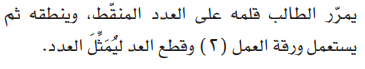 يمرّر الطالب قلمه على العدد المنقّط، وينطقه ثم
يستعمل ورقة العمل (٢) وقطع العد ليُمَثِّلَ العدد.